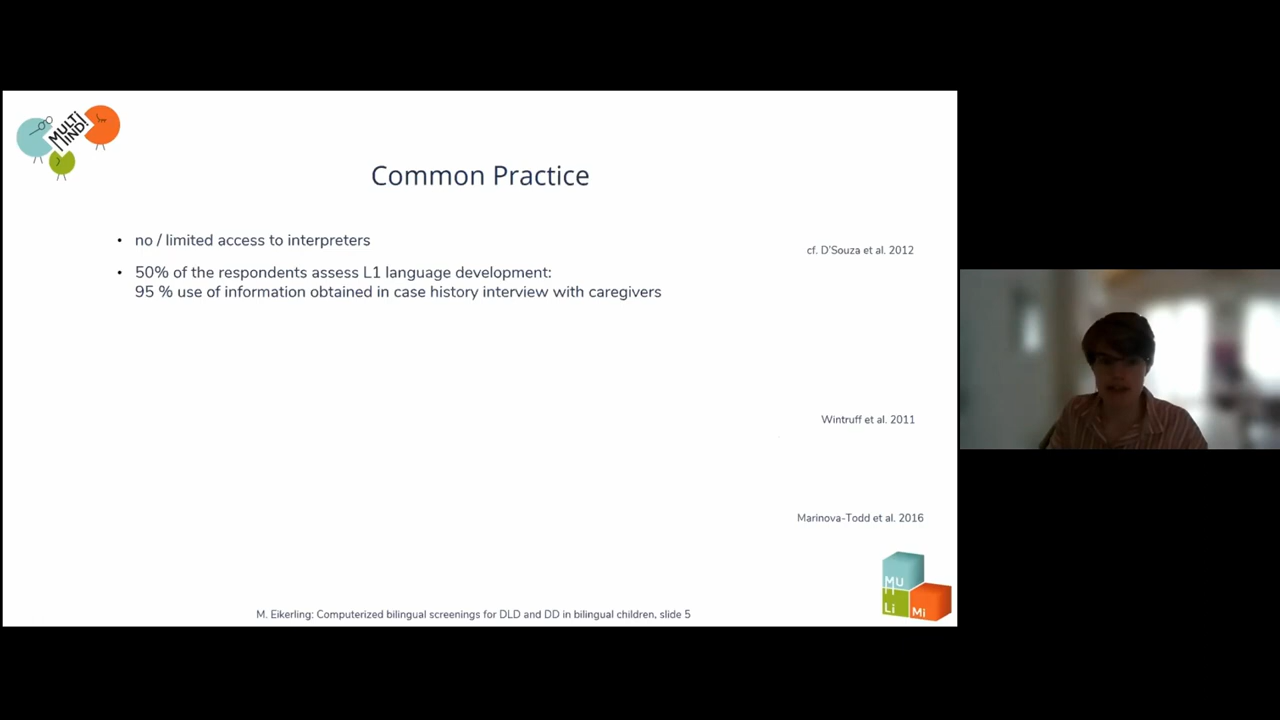 MULTI
MIND!
Common Practice
• no / limited access to interpreters
cf. D'Souza et al. 2012
• 50% of the respondents assess L1 language development:
95 % use of information obtained in case history interview with caregivers
Wintruff et al. 2011
Marinova-Todd et al. 2016
MU
Li
Mi
M. Eikerling: Computerized bilingual screenings for DLD and DD in bilingual children, slide 5